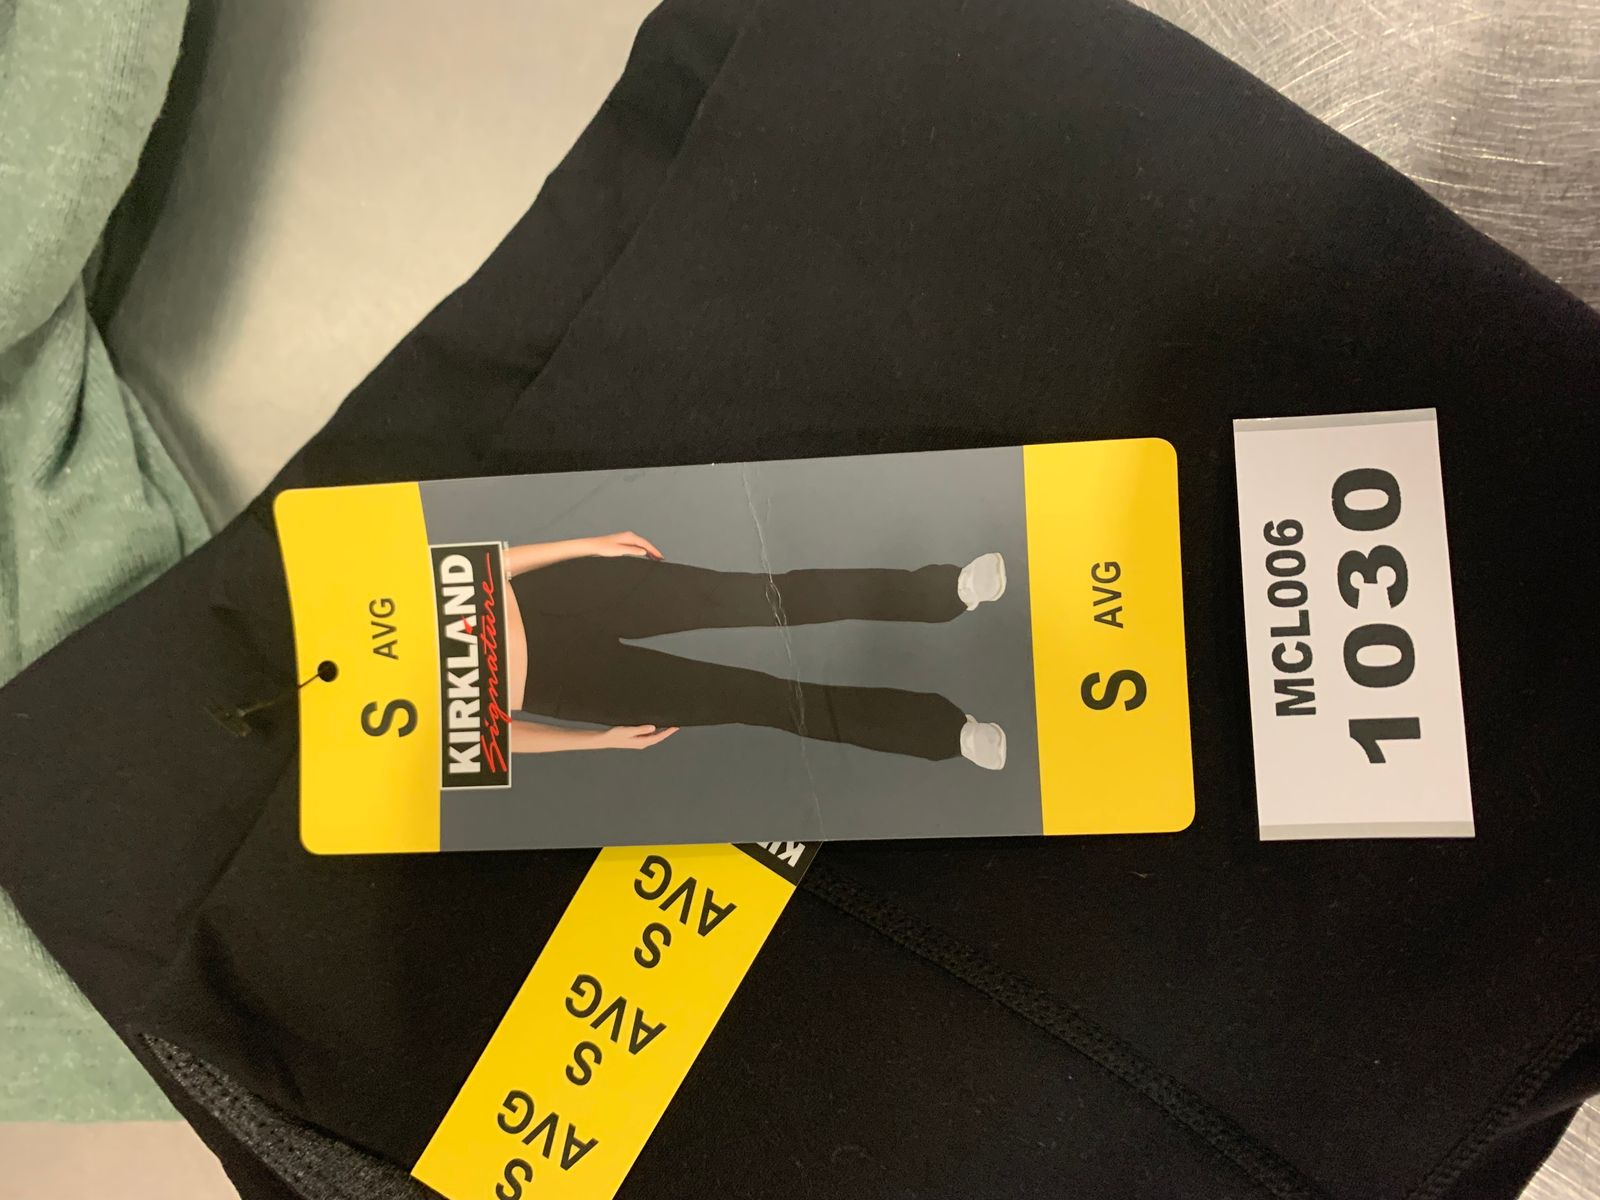 S AVG
KIRKLAND
Signature
S AVG
MCL006
1030
AVG
S
AVG
S
AVG
S